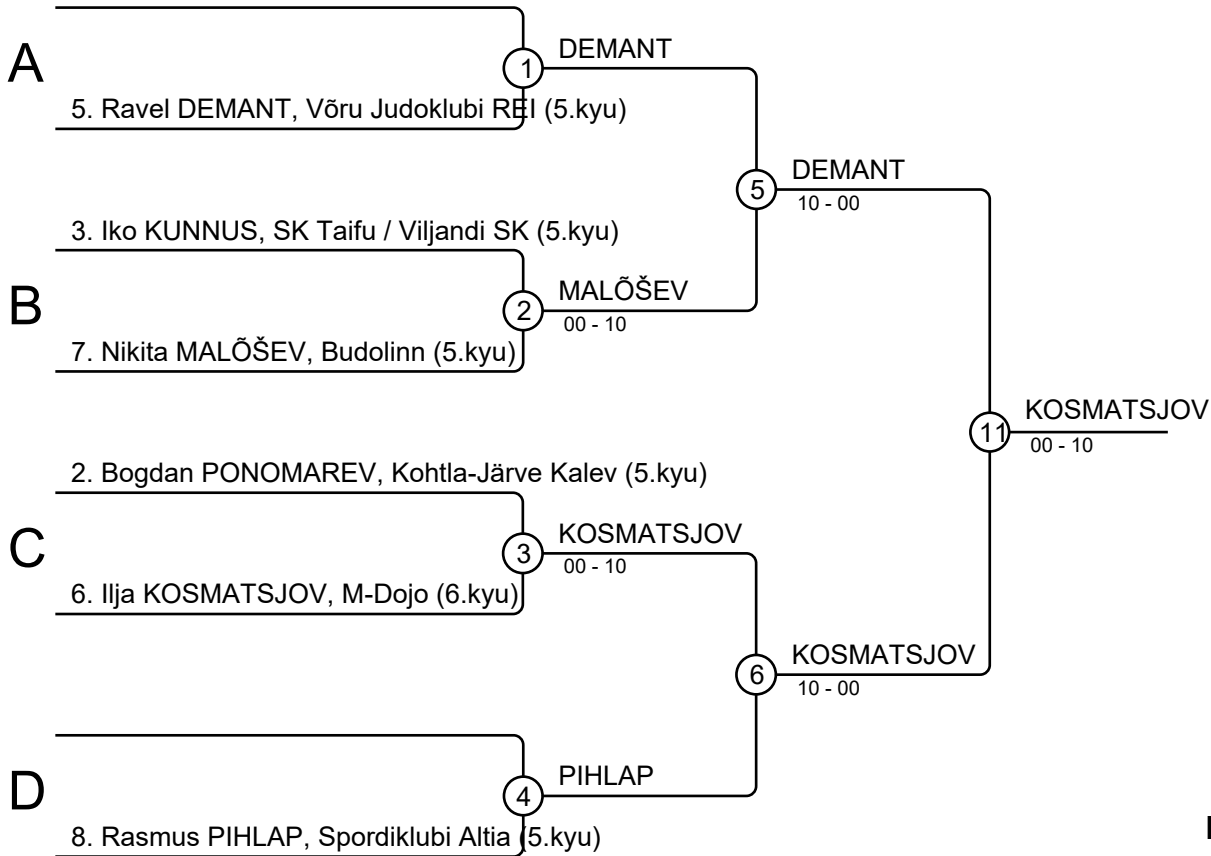 DEMANT
A
1
5. Ravel DEMANT, Võru Judoklubi REI (5.kyu)
DEMANT
5
10 - 00
3. Iko KUNNUS, SK Taifu / Viljandi SK (5.kyu)
MALÕŠEV
B
2
00 - 10
7. Nikita MALÕŠEV, Budolinn (5.kyu)
KOSMATSJOV
11
00 - 10
2. Bogdan PONOMAREV, Kohtla-Järve Kalev (5.kyu)
KOSMATSJOV
C
3
00 - 10
6. Ilja KOSMATSJOV, M-Dojo (6.kyu)
KOSMATSJOV
6
10 - 00
PIHLAP
D
4
8. Rasmus PIHLAP, Spordiklubi Altia (5.kyu)